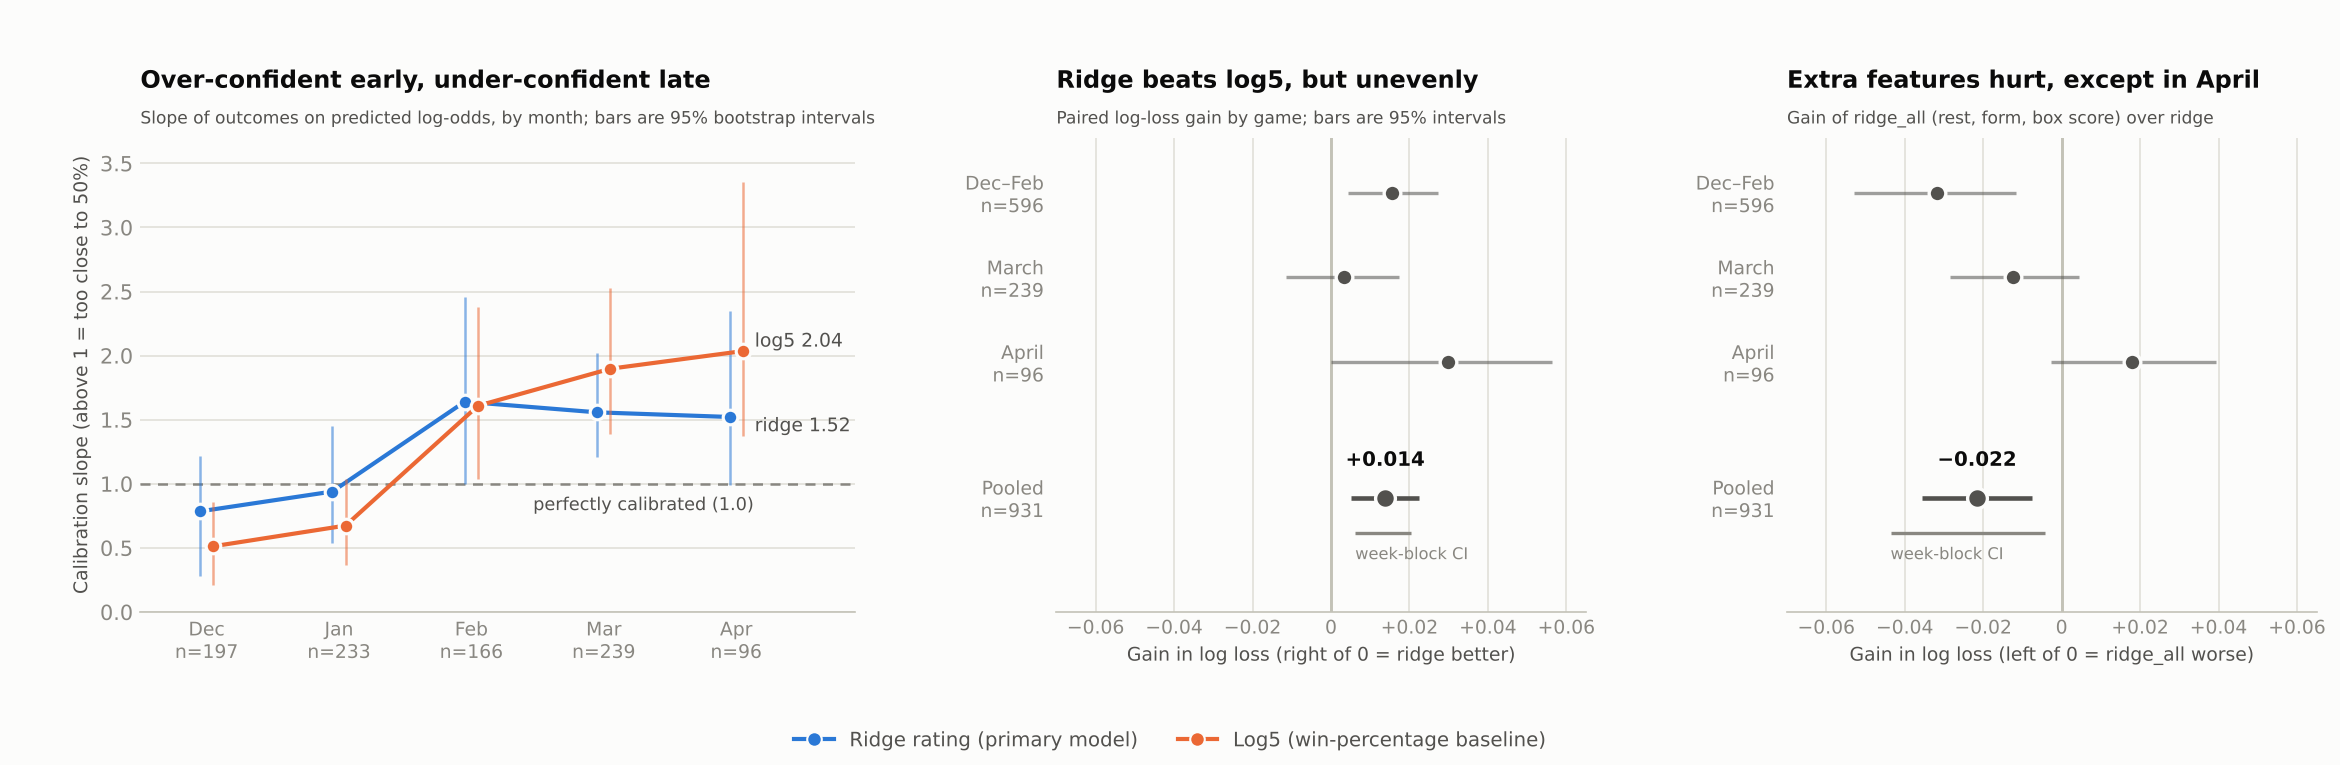 Over-confident early, under-confident late
Slope of outcomes on predicted log-odds, by month; bars are 95% bootstrap intervals
Calibration slope (above 1 = too close to 50%)
3.5
3.0
2.5
2.0
1.5
1.0
0.5
0.0
log5 2.04
ridge 1.52
perfectly calibrated (1.0)
Dec
n=197
Jan
n=233
Feb
n=166
Mar
n=239
Apr
n=96
Ridge beats log5, but unevenly
Paired log-loss gain by game; bars are 95% intervals
Dec–Feb
n=596
March
n=239
April
n=96
+0.014
Pooled
n=931
week-block CI
−0.06 −0.04 −0.02 0 +0.02 +0.04 +0.06
Gain in log loss (right of 0 = ridge better)
Extra features hurt, except in April
Gain of ridge_all (rest, form, box score) over ridge
Dec–Feb
n=596
March
n=239
April
n=96
−0.022
Pooled
n=931
week-block CI
−0.06 −0.04 −0.02 0 +0.02 +0.04 +0.06
Gain in log loss (left of 0 = ridge_all worse)
Ridge rating (primary model)
Log5 (win-percentage baseline)